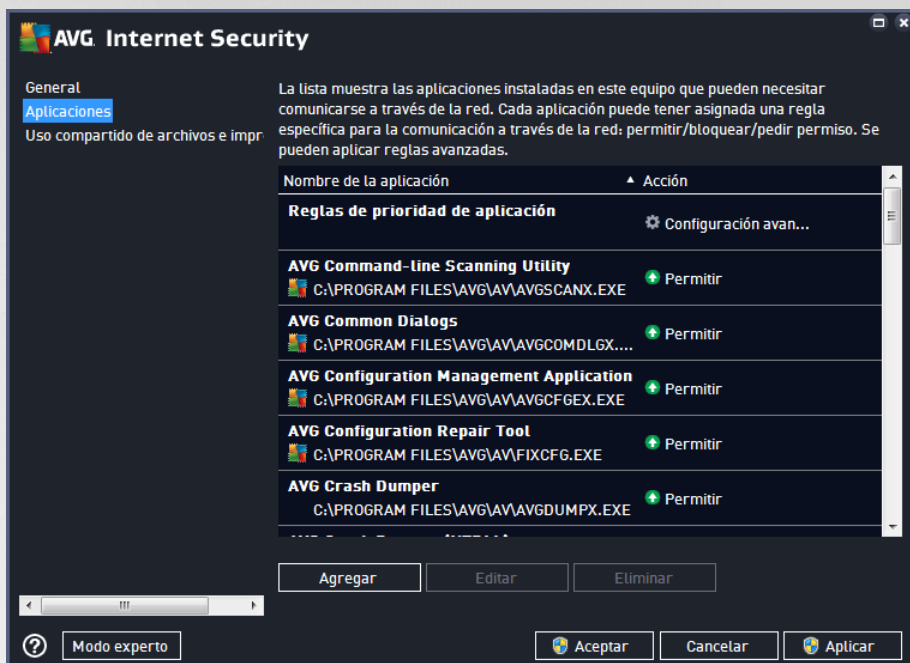 AVG Internet Security
General
Aplicaciones
Uso compartido de archivos e impr
La lista muestra las aplicaciones instaladas en este equipo que pueden necesitar
comunicarse a través de la red. Cada aplicación puede tener asignada una regla
específica para la comunicación a través de la red: permitir/bloquear/pedir permiso. Se
pueden aplicar reglas avanzadas.
Nombre de la aplicación Acción
Reglas de prioridad de aplicación
Configuración avan...
AVG Command-line Scanning Utility
C:\PROGRAM FILES\AVG\AV\AVGSCANX.EXE
Permitir
AVG Common Dialogs
C:\PROGRAM FILES\AVG\AV\AVGCOMDLGX....
Permitir
AVG Configuration Management Application
C:\PROGRAM FILES\AVG\AV\AVGCFGEX.EXE
Permitir
AVG Configuration Repair Tool
C:\PROGRAM FILES\AVG\AV\FIXCFG.EXE
Permitir
AVG Crash Dumper
C:\PROGRAM FILES\AVG\AV\AVGDUMPX.EXE
Permitir
Agregar Editar Eliminar
Modo experto Aceptar Cancelar Aplicar